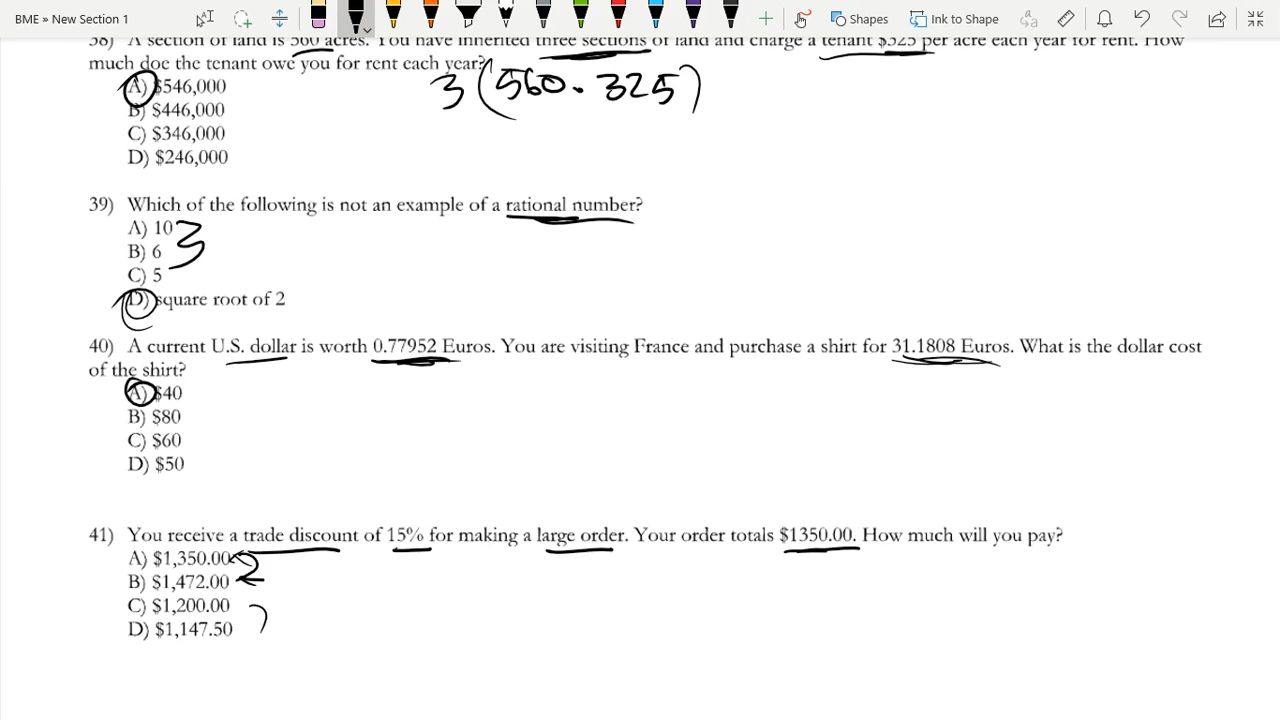 BME » New Section 1
Shapes
Ink to Shape
38) A section of land is 560 acres. You have inherited three sections of land and charge a tenant $325 per acre each year for rent. How
much doe the tenant owe you for rent each year?
3 (560 · 325)
A) $546,000
B) $446,000
C) $346,000
D) $246,000
39) Which of the following is not an example of a rational number?
A) 10
B) 6
C) 5
D) square root of 2
40) A current U.S. dollar is worth 0.77952 Euros. You are visiting France and purchase a shirt for 31.1808 Euros. What is the dollar cost
of the shirt?
A) $40
B) $80
C) $60
D) $50
41) You receive a trade discount of 15% for making a large order. Your order totals $1350.00. How much will you pay?
A) $1,350.00
B) $1,472.00
C) $1,200.00
D) $1,147.50